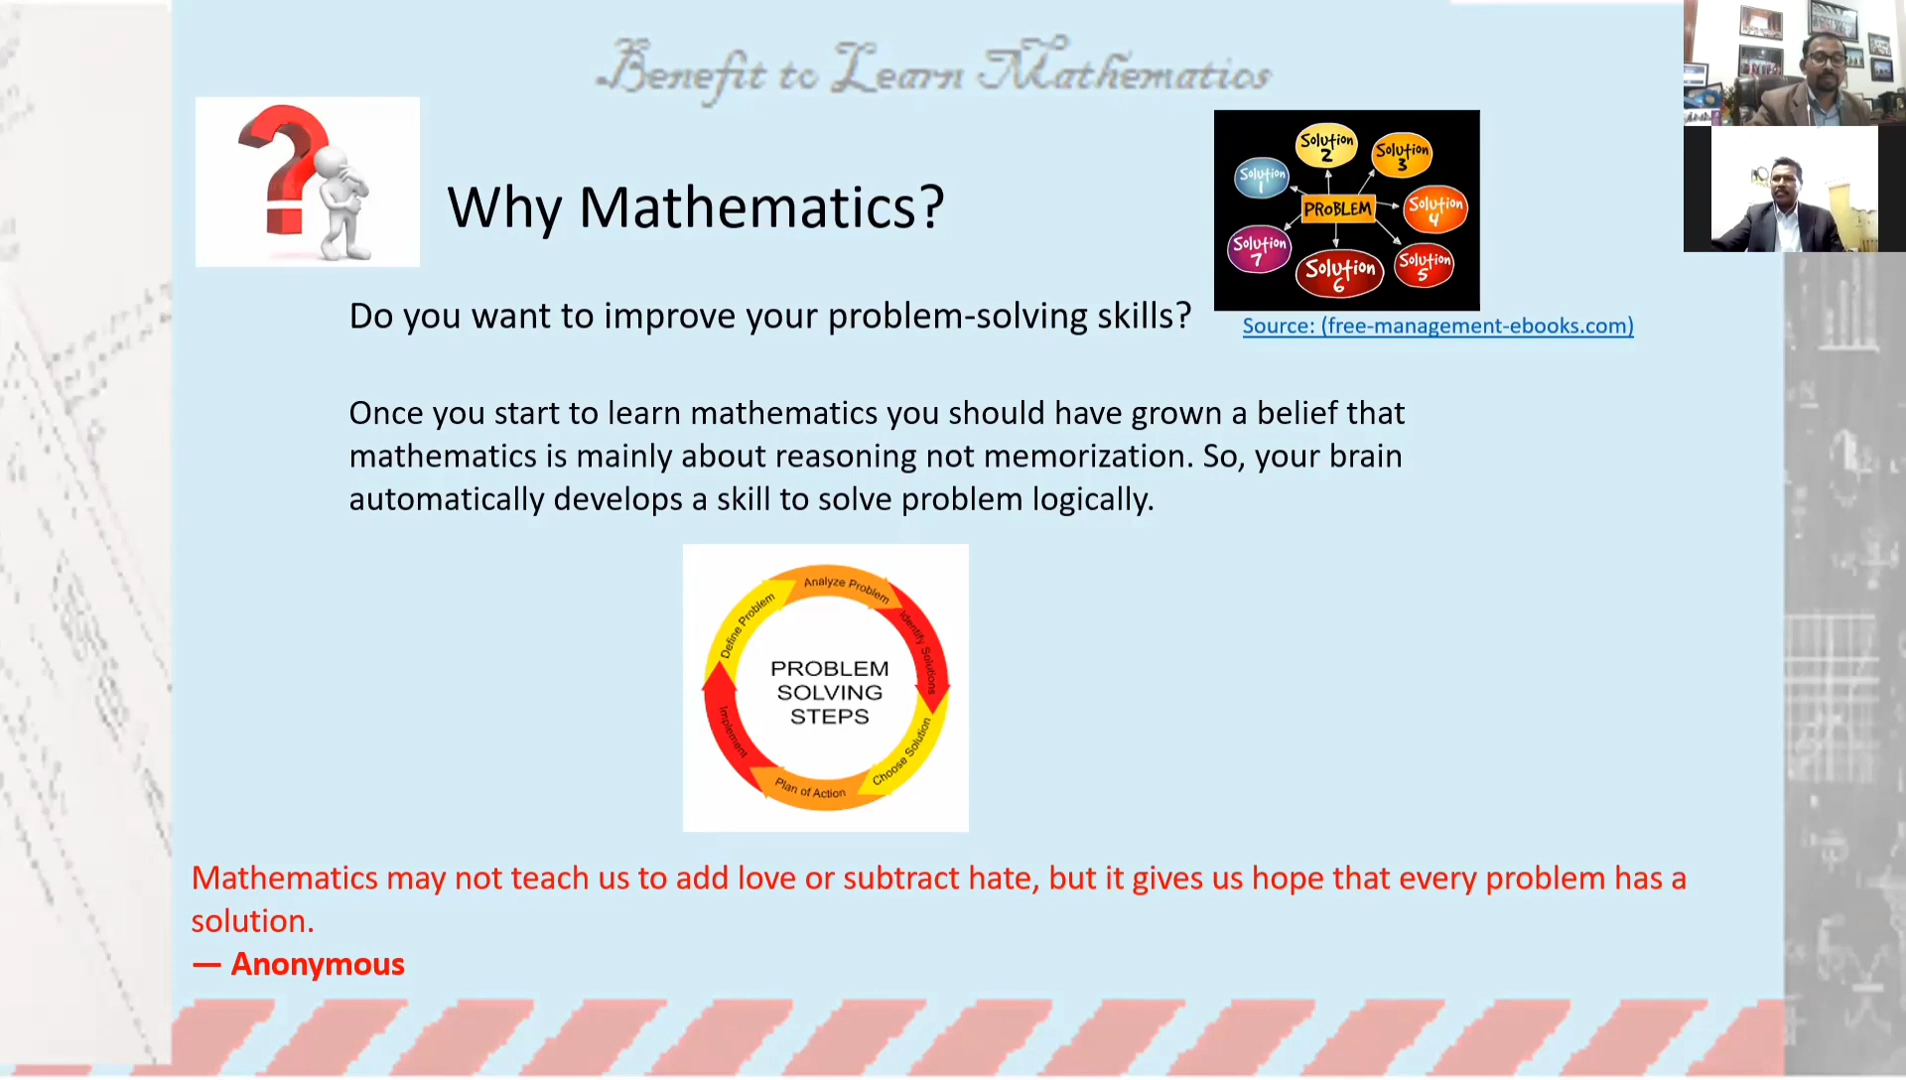 Benefit to Learn Mathematics
Why Mathematics?
Solution
1
Solution
2
Solution
3
Solution
4
Solution
5
Solution
6
Solution
7
PROBLEM
Do you want to improve your problem-solving skills?
Source: (free-management-ebooks.com)
Once you start to learn mathematics you should have grown a belief that
mathematics is mainly about reasoning not memorization. So, your brain
automatically develops a skill to solve problem logically.
Define Problem
Analyze Problem
Identify Solutions
Choose Solution
Plan of Action
Implement
PROBLEM
SOLVING
STEPS
Mathematics may not teach us to add love or subtract hate, but it gives us hope that every problem has a
solution.
— Anonymous